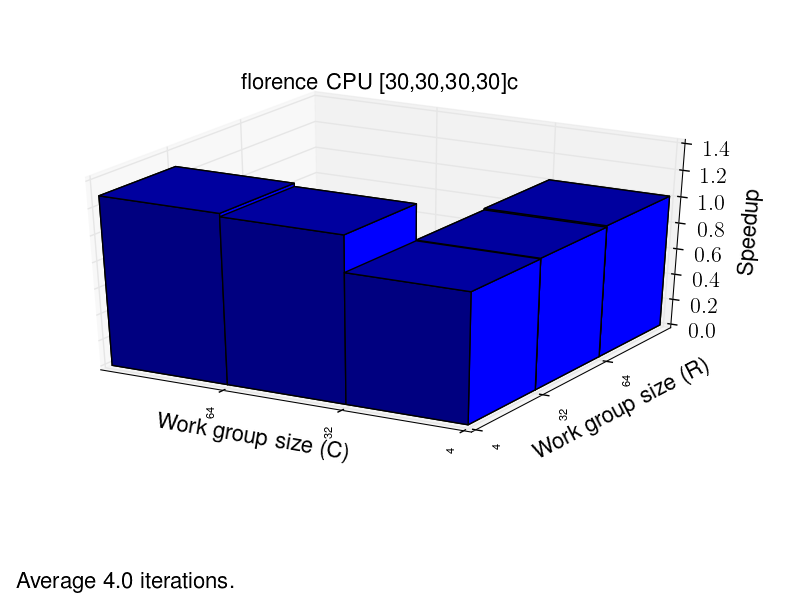 florence CPU [30,30,30,30]c
1.4
1.2
1.0
0.8
0.6
0.4
0.2
0.0
Speedup
64
32
4
Work group size (C)
4
32
64
Work group size (R)
Average 4.0 iterations.